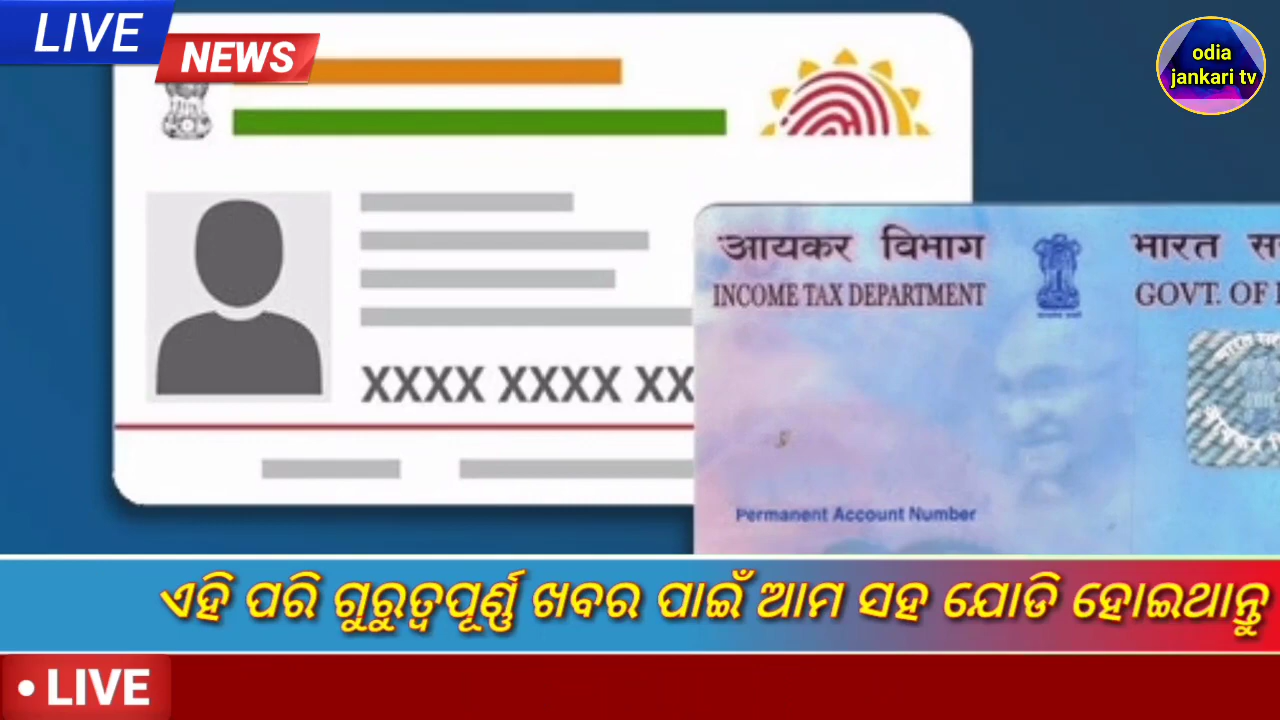 LIVE
NEWS
odia
jankari tv
XXXX XXXX XX
आयकर विभाग
INCOME TAX DEPARTMENT
भारत
GOVT. OF
Permanent Account Number
ଏହି ପରି ଗୁରୁତ୍ୱପୂର୍ଣ୍ଣ ଖବର ପାଇଁ ଆମ ସହ ଯୋଡି ହୋଇଥାନ୍ତୁ
• LIVE